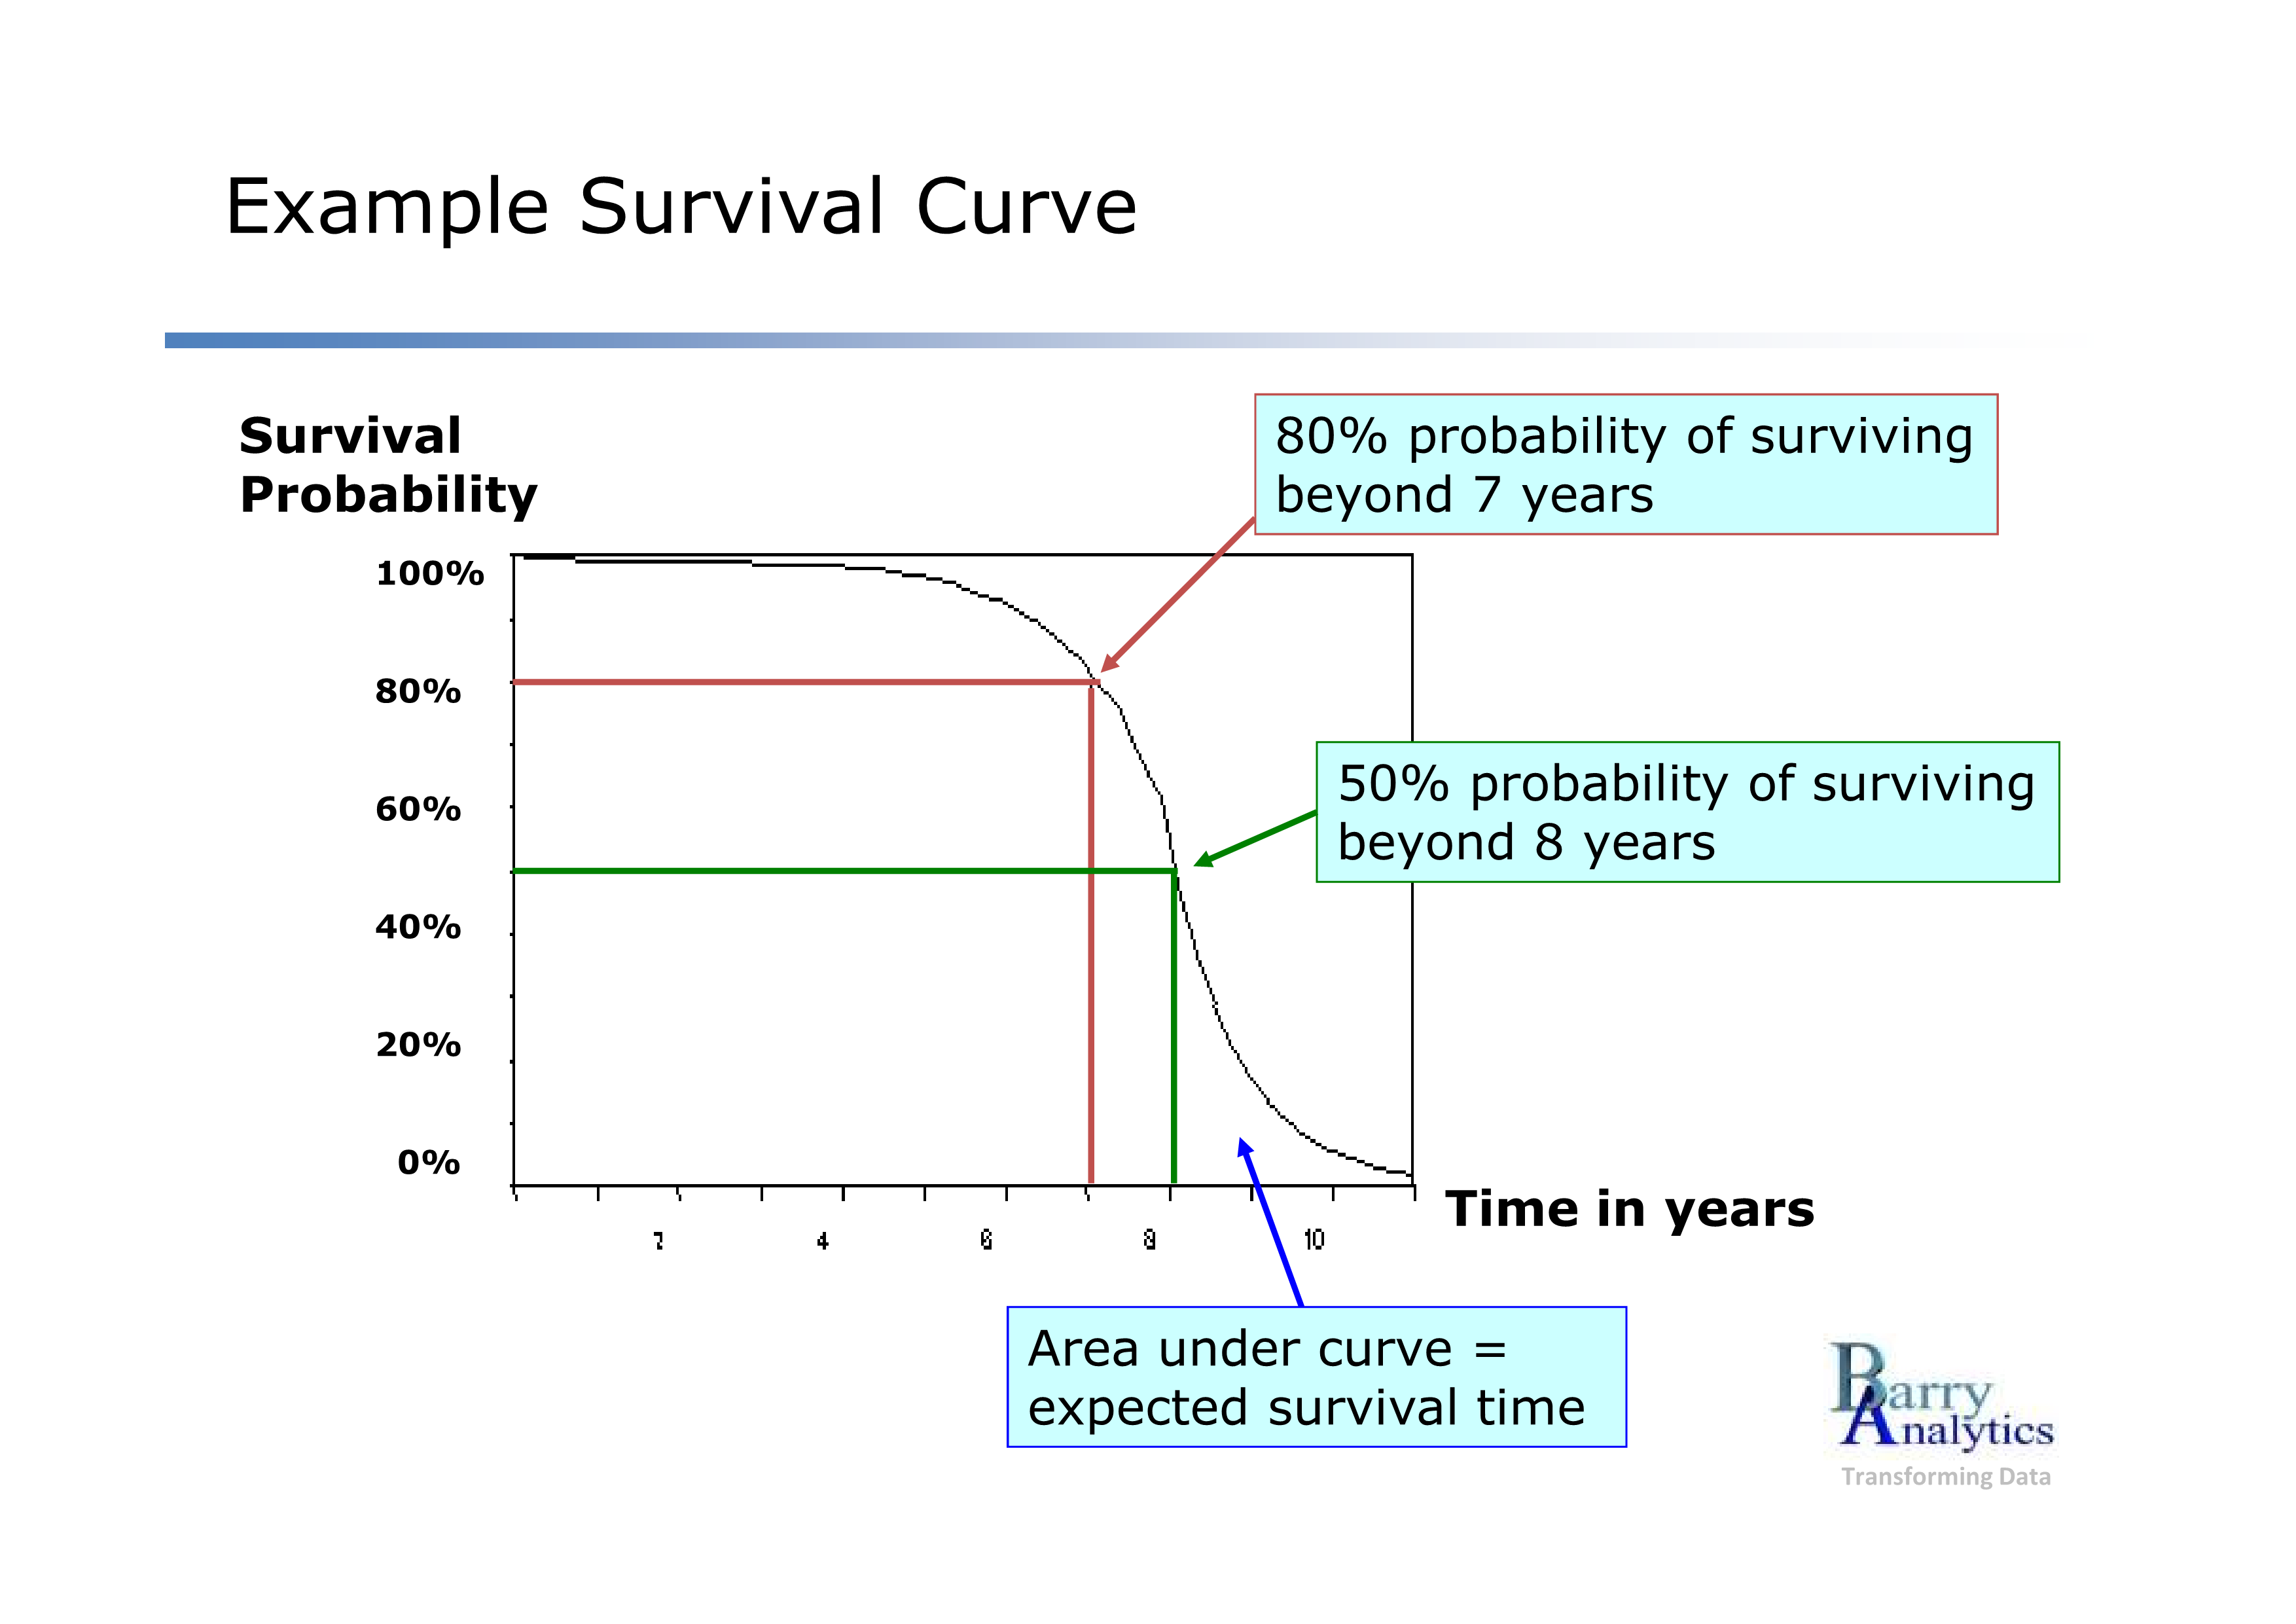 Example Survival Curve
Survival
Probability
80% probability of surviving
beyond 7 years
100%
80%
60%
50% probability of surviving
beyond 8 years
40%
20%
0%
Time in years
2 4 6 8 10
Area under curve =
expected survival time
Barry
Analytics
Transforming Data